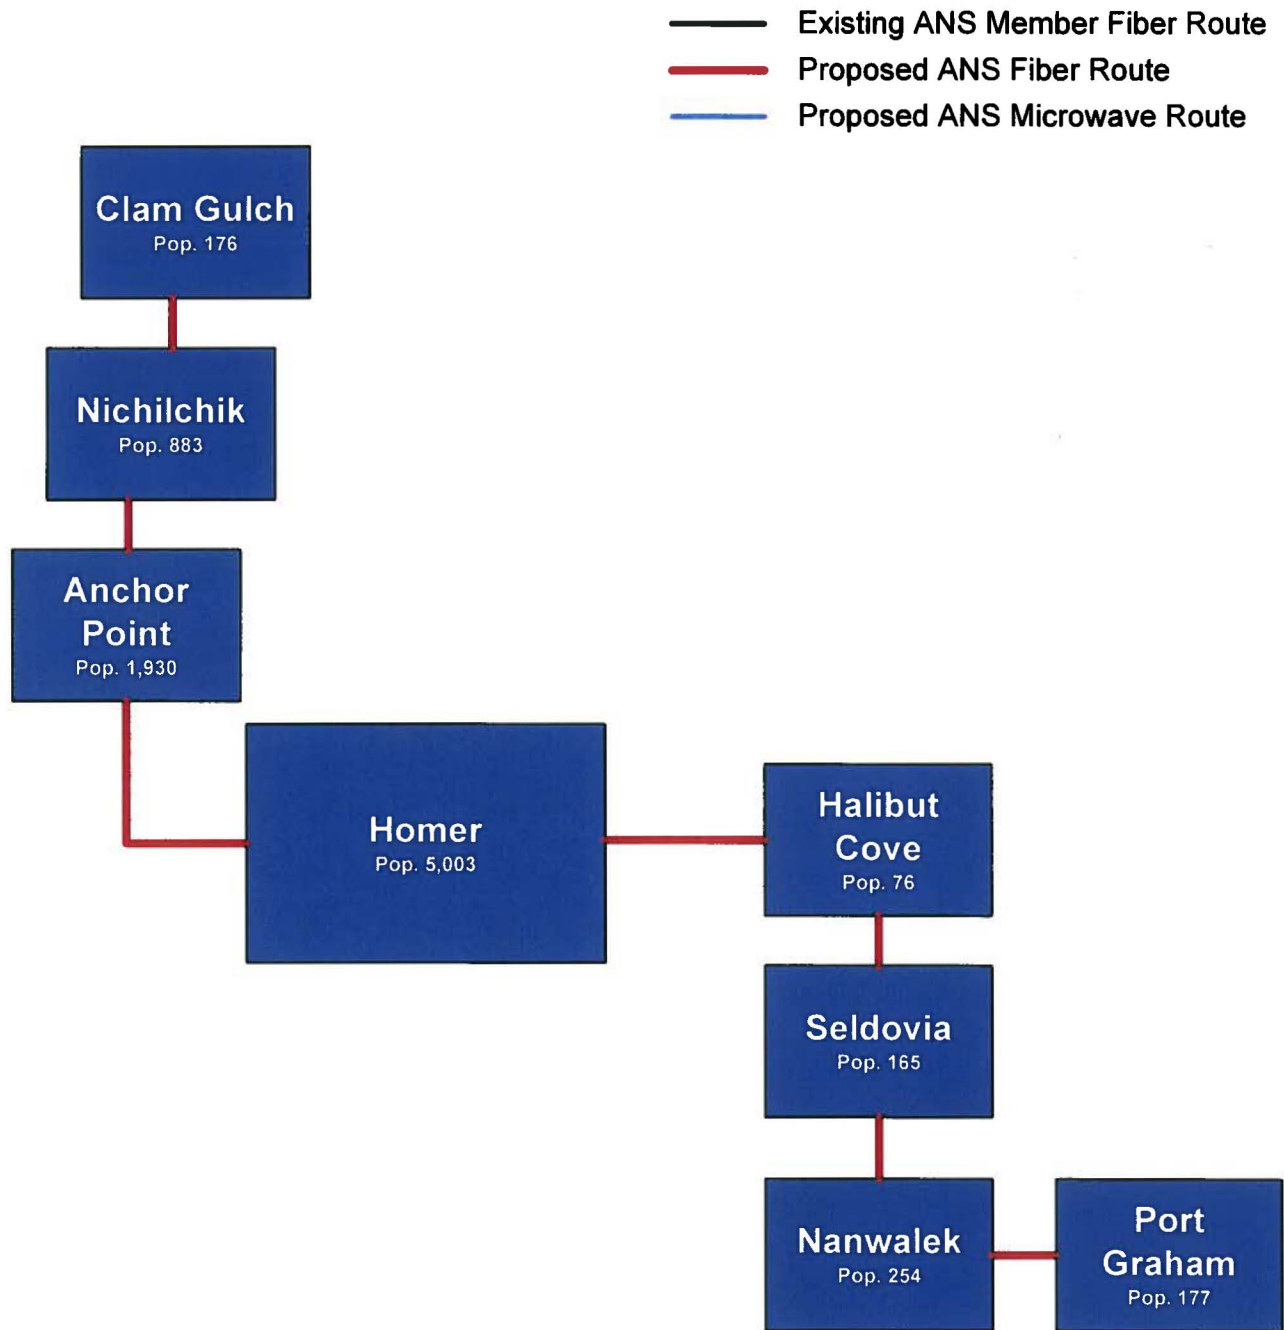 Existing ANS Member Fiber Route
Proposed ANS Fiber Route
Proposed ANS Microwave Route
Clam Gulch
Pop. 176
Nichilchik
Pop. 883
Anchor
Point
Pop. 1,930
Homer
Pop. 5,003
Halibut
Cove
Pop. 76
Seldovia
Pop. 165
Nanwalek
Pop. 254
Port
Graham
Pop. 177